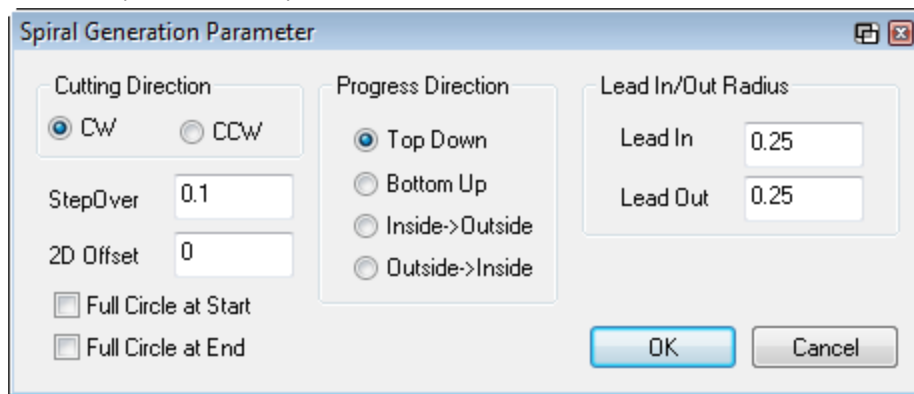 Spiral Generation Parameter
Cutting Direction
CW
CCW
StepOver
0.1
2D Offset
0
Full Circle at Start
Full Circle at End
Progress Direction
Top Down
Bottom Up
Inside->Outside
Outside->Inside
Lead In/Out Radius
Lead In
0.25
Lead Out
0.25
OK
Cancel